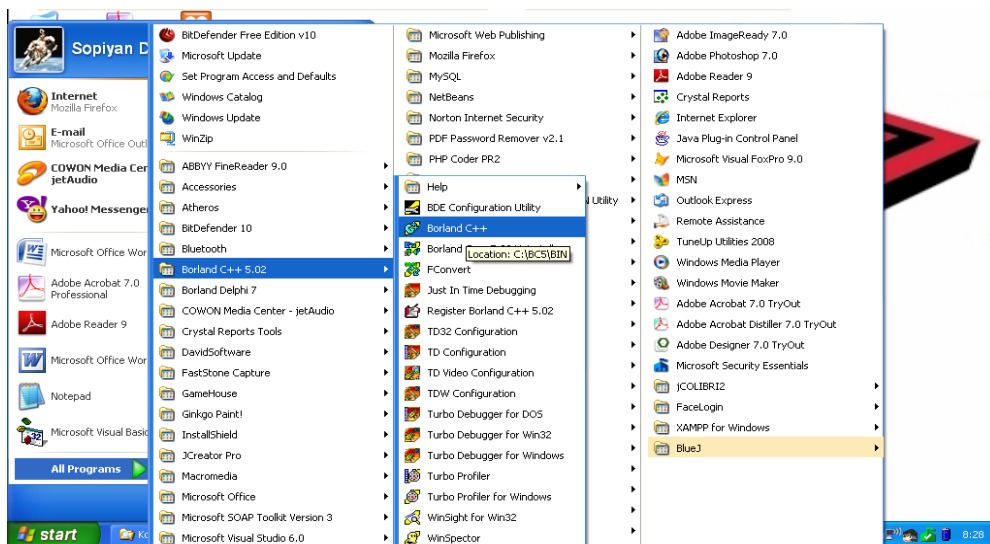 Sopiyan D
Internet
Mozilla Firefox
E-mail
Microsoft Office Outl
COWON Media Cer
jetAudio
Yahoo! Messenge
Microsoft Office Wor
Adobe Acrobat 7.0
Professional
Adobe Reader 9
Microsoft Office Wor
Notepad
Microsoft Visual Basic
All Programs
start
BitDefender Free Edition v10
Microsoft Update
Set Program Access and Defaults
Windows Catalog
Windows Update
WinZip
ABBYY FineReader 9.0
Accessories
Atheros
BitDefender 10
Bluetooth
Borland C++ 5.02
Borland Delphi 7
COWON Media Center - jetAudio
Crystal Reports Tools
DavidSoftware
FastStone Capture
GameHouse
Ginkgo Paint!
InstallShield
JCreator Pro
Macromedia
Microsoft Office
Microsoft SOAP Toolkit Version 3
Microsoft Visual Studio 6.0
Microsoft Web Publishing
Mozilla Firefox
MySQL
NetBeans
Norton Internet Security
PDF Password Remover v2.1
PHP Coder PR2
Utility
Help
BDE Configuration Utility
Borland C++
Borland
Location: C:\BC5\BIN
FConvert
Just In Time Debugging
Register Borland C++ 5.02
TD32 Configuration
TD Configuration
TD Video Configuration
TDW Configuration
Turbo Debugger for DOS
Turbo Debugger for Win32
Turbo Debugger for Windows
Turbo Profiler
Turbo Profiler for Windows
WinSight for Win32
WinSpector
Adobe ImageReady 7.0
Adobe Photoshop 7.0
Adobe Reader 9
Crystal Reports
Internet Explorer
Java Plug-in Control Panel
Microsoft Visual FoxPro 9.0
MSN
Outlook Express
Remote Assistance
TuneUp Utilities 2008
Windows Media Player
Windows Movie Maker
Adobe Acrobat 7.0 TryOut
Adobe Acrobat Distiller 7.0 TryOut
Adobe Designer 7.0 TryOut
Microsoft Security Essentials
jCOLIBRI2
FaceLogin
XAMPP for Windows
BlueJ
8:28